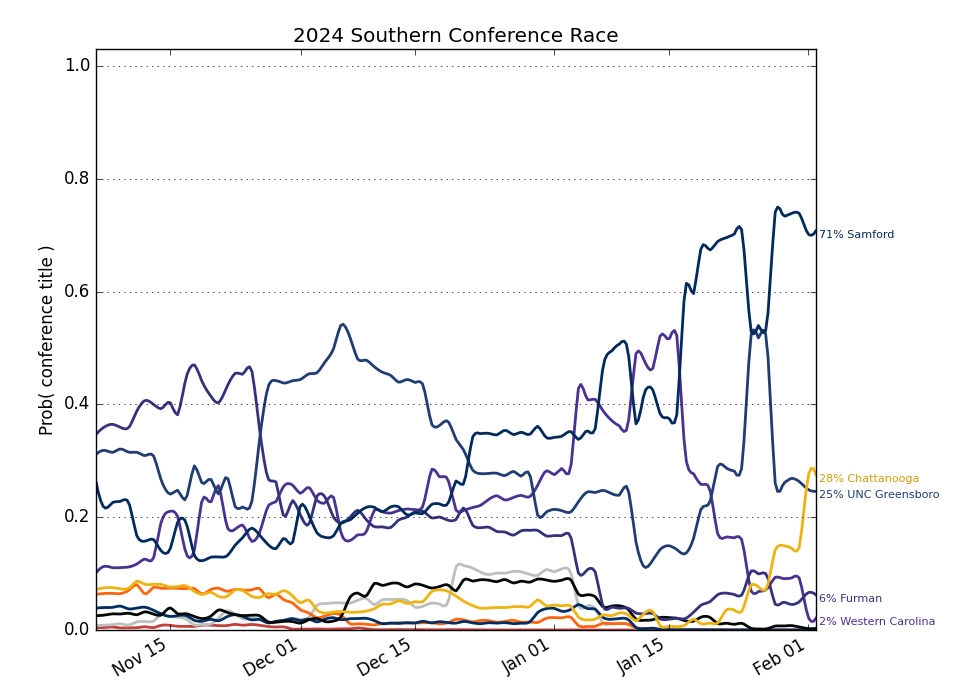 2024 Southern Conference Race
Prob( conference title )
1.0
0.8
0.6
0.4
0.2
0.0
71% Samford
28% Chattanooga
25% UNC Greensboro
6% Furman
2% Western Carolina
Nov 15
Dec 01
Dec 15
Jan 01
Jan 15
Feb 01